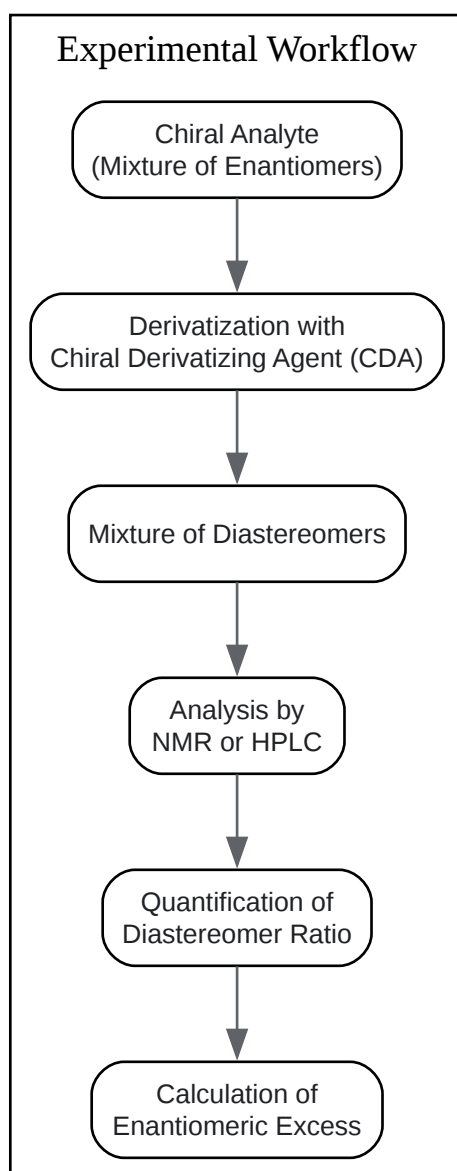 Experimental Workflow
Chiral Analyte
(Mixture of Enantiomers)
Derivatization with
Chiral Derivatizing Agent (CDA)
Mixture of Diastereomers
Analysis by
NMR or HPLC
Quantification of
Diastereomer Ratio
Calculation of
Enantiomeric Excess